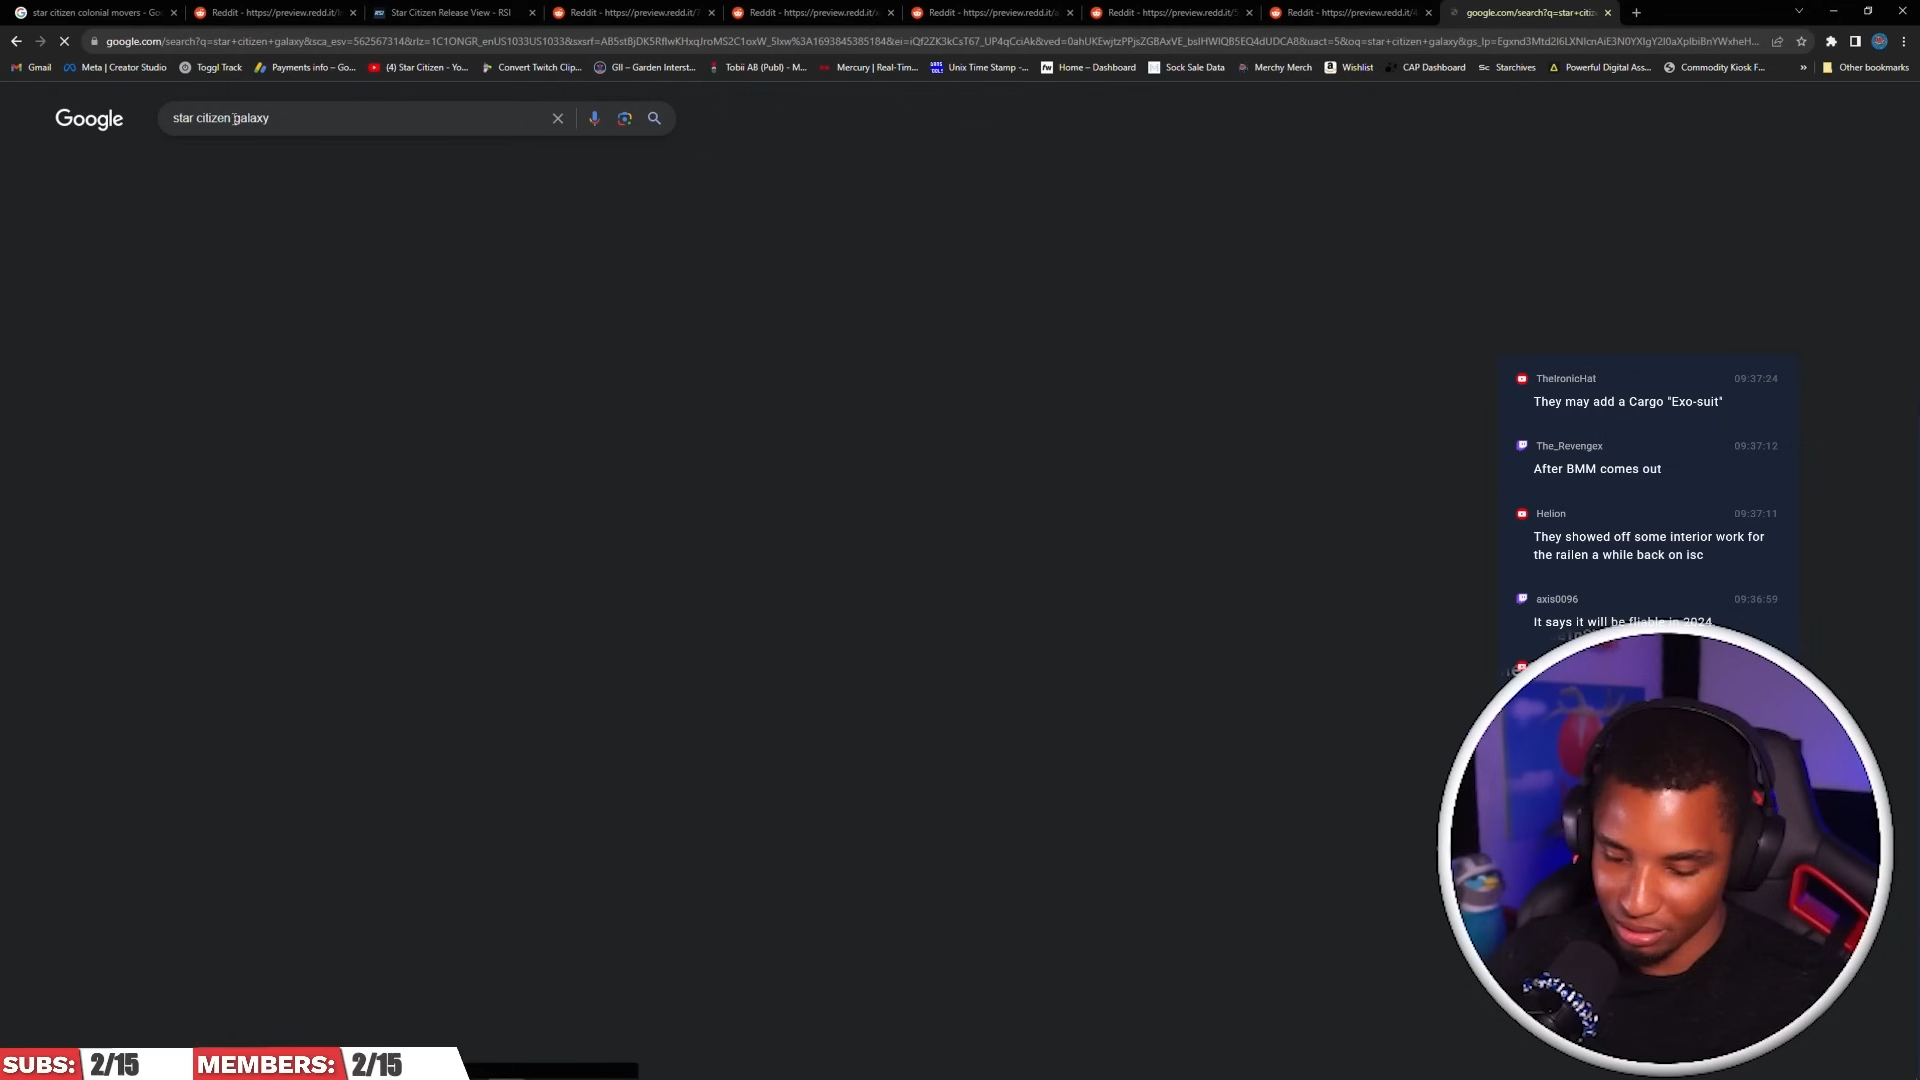 star citizen colonial movers - Go
Reddit - https://preview.redd.it/
Star Citizen Release View - RSI
Reddit - https://preview.redd.it/
Reddit - https://preview.redd.it/
Reddit - https://preview.redd.it/
Reddit - https://preview.redd.it/
Reddit - https://preview.redd.it/
google.com/search?q=star+citiz
Gmail
Meta | Creator Studio
Toggl Track
Payments info – Go...
(4) Star Citizen - Yo...
Convert Twitch Clip...
GII – Garden Interst...
Tobii AB (Publ) - M...
Mercury | Real-Tim...
Unix Time Stamp -...
Home – Dashboard
Sock Sale Data
Merchy Merch
Wishlist
CAP Dashboard
Starchives
Powerful Digital Ass...
Commodity Kiosk F...
»
Other bookmarks
Google
star citizen galaxy
TheIronicHat 09:37:24
They may add a Cargo "Exo-suit"
The_Revengex 09:37:12
After BMM comes out
Helion 09:37:11
They showed off some interior work for
the railen a while back on isc
axis0096 09:36:59
It says it will be fliable in 2024
SUBS: 2/15
MEMBERS: 2/15